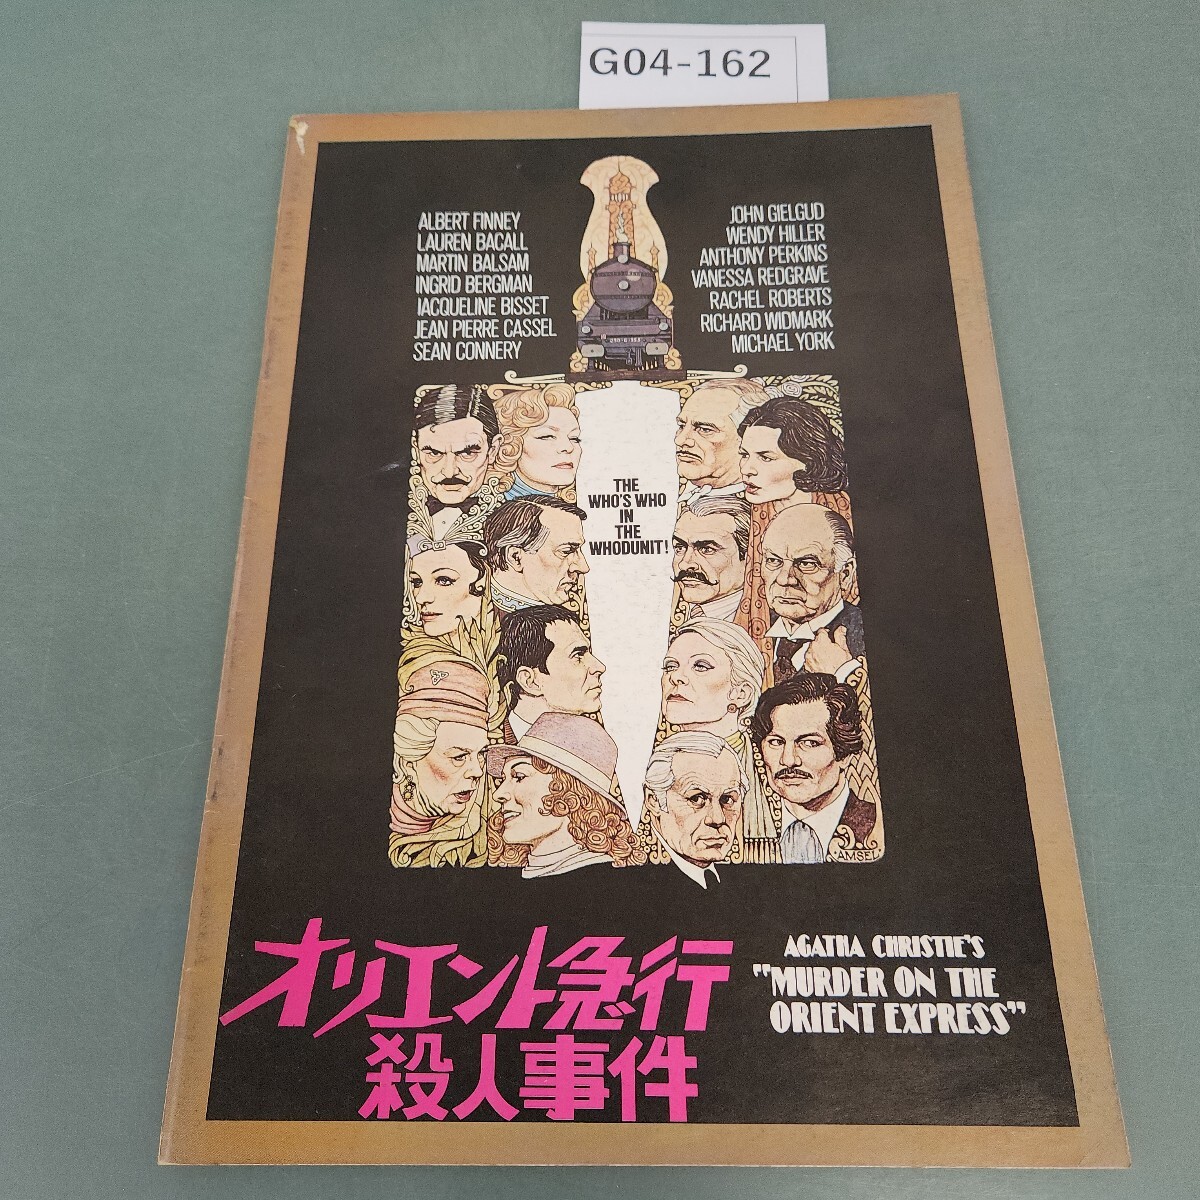 G04-162
ALBERT FINNEY
LAUREN BACALL
MARTIN BALSAM
INGRID BERGMAN
JACQUELINE BISSET
JEAN PIERRE CASSEL
SEAN CONNERY
JOHN GIELGUD
WENDY HILLER
ANTHONY PERKINS
VANESSA REDGRAVE
RACHEL ROBERTS
RICHARD WIDMARK
MICHAEL YORK
THE
WHO'S WHO
IN
THE
WHODUNIT!
AMSEL
オリエント急行
殺人事件
AGATHA CHRISTIE'S
"MURDER ON THE
ORIENT EXPRESS"